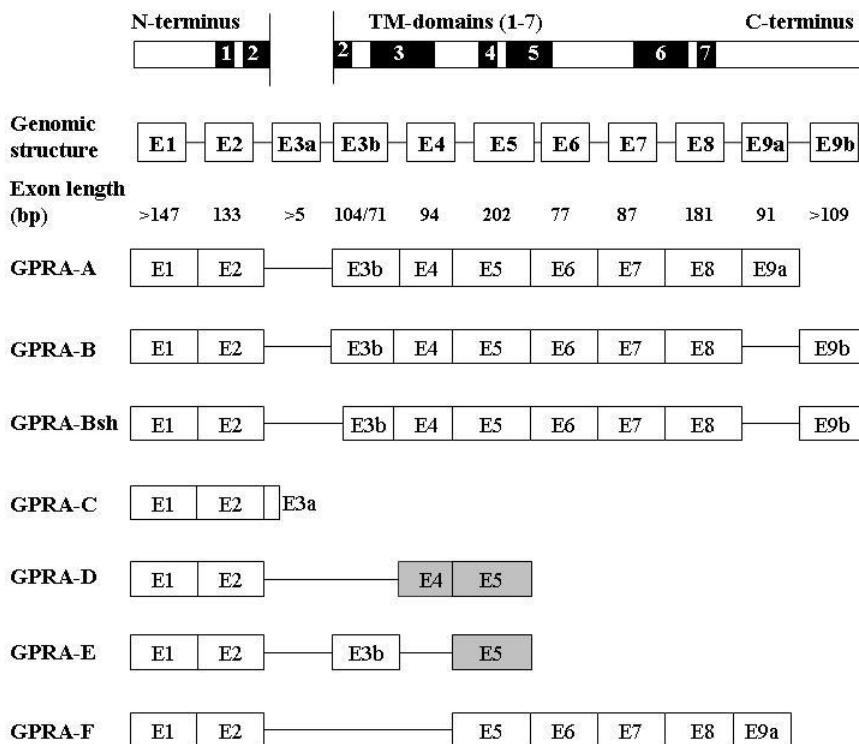 N-terminus TM-domains (1-7) C-terminus
1 2 2 3 4 5 6 7
Genomic
structure E1 E2 E3a E3b E4 E5 E6 E7 E8 E9a E9b
Exon length
(bp) >147 133 >5 104/71 94 202 77 87 181 91 >109
GPRA-A E1 E2 E3b E4 E5 E6 E7 E8 E9a
GPRA-B E1 E2 E3b E4 E5 E6 E7 E8 E9b
GPRA-Bsh E1 E2 E3b E4 E5 E6 E7 E8 E9b
GPRA-C E1 E2 E3a
GPRA-D E1 E2 E4 E5
GPRA-E E1 E2 E3b E5
GPRA-F E1 E2 E5 E6 E7 E8 E9a